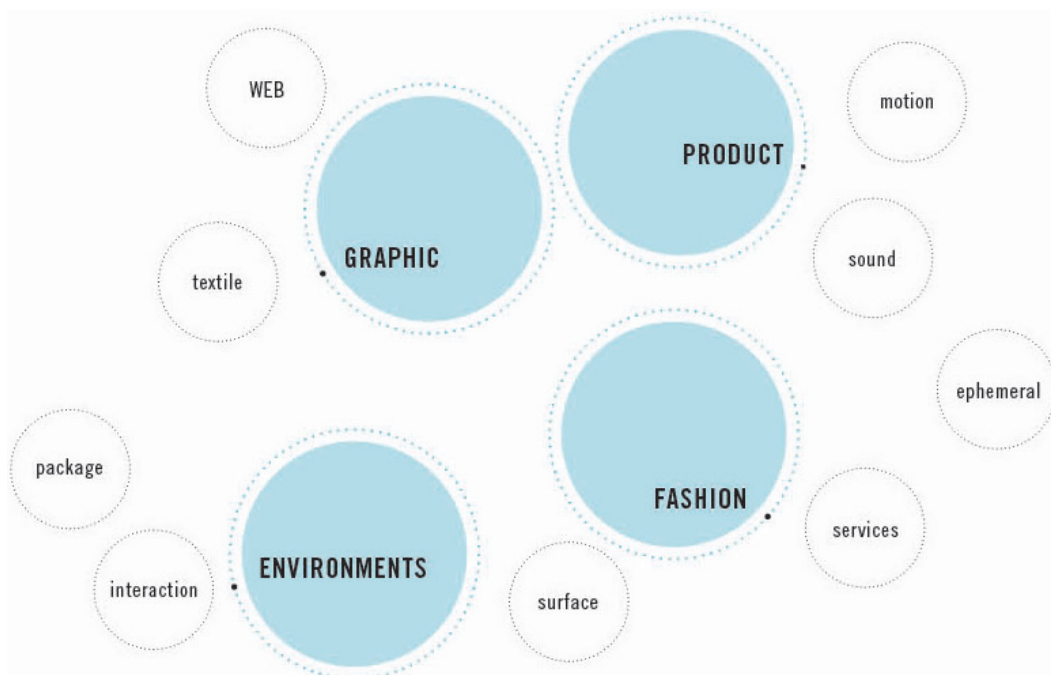 WEB
motion
PRODUCT
GRAPHIC
sound
textile
ephemeral
package
FASHION
services
ENVIRONMENTS
interaction
surface